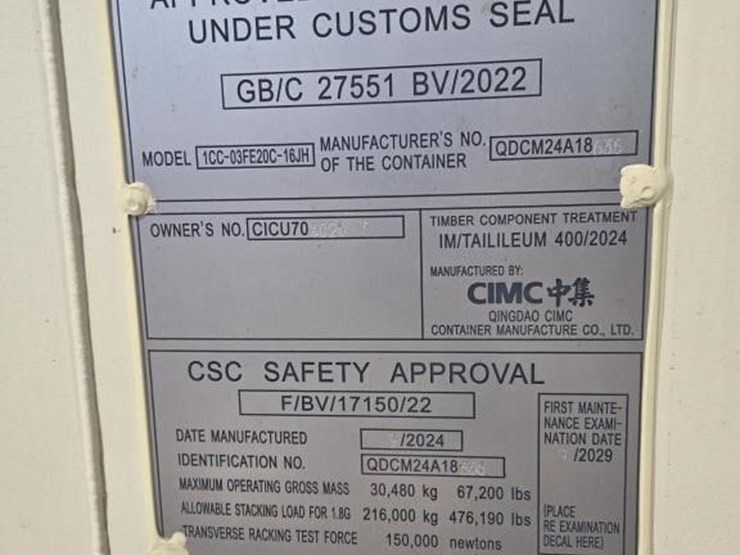 UNDER CUSTOMS SEAL
GB/C 27551 BV/2022
MODEL 1CC-03FE20C-16JH
MANUFACTURER'S NO. OF THE CONTAINER QDCM24A18
OWNER'S NO. CICU70
TIMBER COMPONENT TREATMENT
IM/TAILILEUM 400/2024
MANUFACTURED BY:
CIMC中集
QINGDAO CIMC
CONTAINER MANUFACTURE CO., LTD.
CSC SAFETY APPROVAL
F/BV/17150/22
DATE MANUFACTURED /2024
IDENTIFICATION NO. QDCM24A18
MAXIMUM OPERATING GROSS MASS 30,480 kg 67,200 lbs
ALLOWABLE STACKING LOAD FOR 1.8G 216,000 kg 476,190 lbs
TRANSVERSE RACKING TEST FORCE 150,000 newtons
FIRST MAINTE-
NANCE EXAMI-
NATION DATE
/2029
(PLACE
RE EXAMINATION
DECAL HERE)